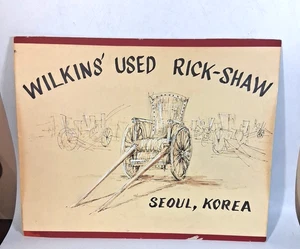 WILKINS' USED RICK-SHAW
SEOUL, KOREA